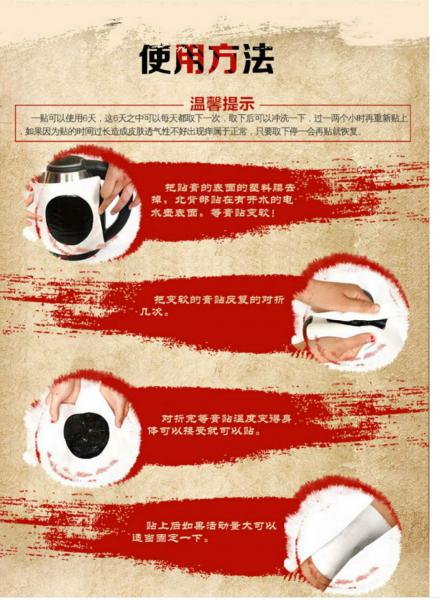 使用方法
温馨提示
一贴可以使用6天，这6天之中可以每天都取下一次，取下后可以冲洗一下，过一两个小时再重新贴上
，如果因为贴的时间过长造成皮肤透气性不好出现痒属于正常，只要取下停一会再贴就恢复。
把贴膏的表面的塑料膜去
掉，北背部贴在有开水的电
水壶表面，等膏贴变软！
把变软的膏贴反复的对折
几次。
对折完等膏贴温度变得身
体可以接受就可以贴。
贴上后如果活动量大可以
适当固定一下。